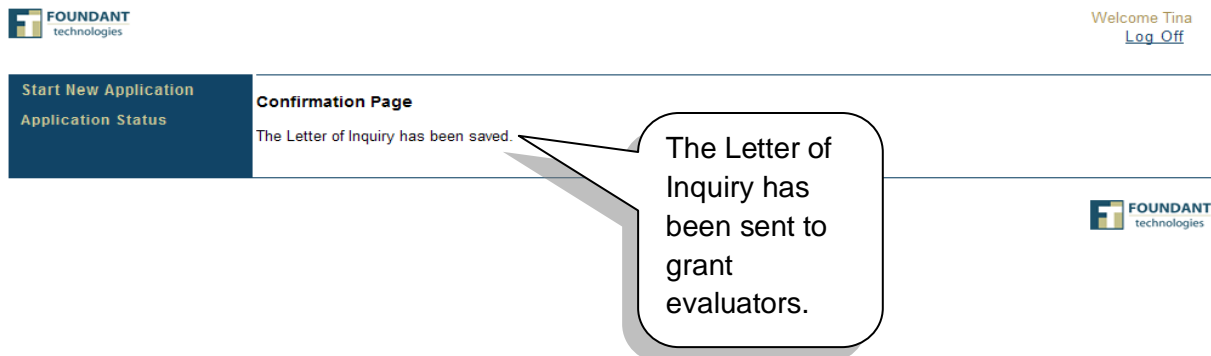 FOUNDANT
technologies
Welcome Tina
Log Off
Start New Application
Application Status
Confirmation Page
The Letter of Inquiry has been saved.
The Letter of
Inquiry has
been sent to
grant
evaluators.
FOUNDANT
technologies